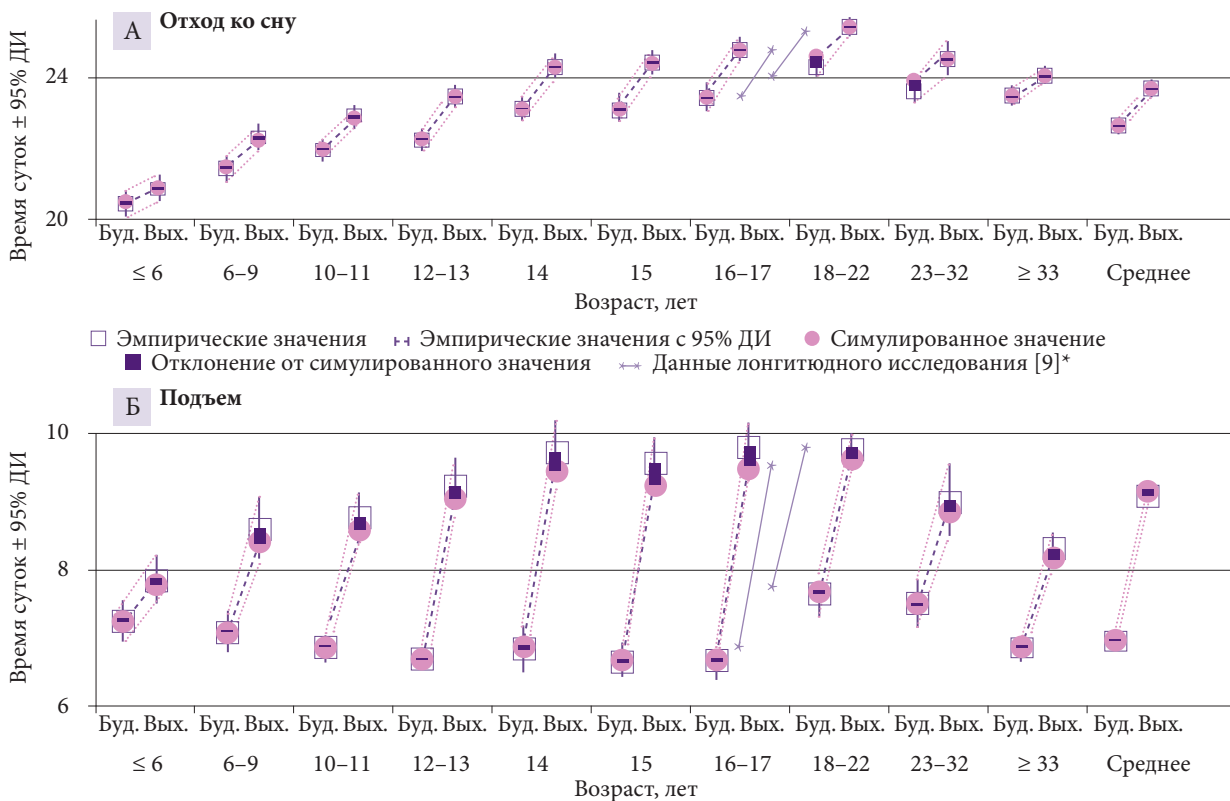 А Отход ко сну
Время суток ± 95% ДИ
24
20
Буд. Вых. Буд. Вых. Буд. Вых. Буд. Вых. Буд. Вых. Буд. Вых. Буд. Вых. Буд. Вых. Буд. Вых. Буд. Вых. Буд. Вых.
≤ 6 6–9 10–11 12–13 14 15 16–17 18–22 23–32 ≥ 33 Среднее
Возраст, лет
Эмпирические значения Эмпирические значения с 95% ДИ Симулированное значение
Отклонение от симулированного значения Данные лонгитюдного исследования [9]*
Б Подъем
Время суток ± 95% ДИ
10
8
6
Буд. Вых. Буд. Вых. Буд. Вых. Буд. Вых. Буд. Вых. Буд. Вых. Буд. Вых. Буд. Вых. Буд. Вых. Буд. Вых. Буд. Вых.
≤ 6 6–9 10–11 12–13 14 15 16–17 18–22 23–32 ≥ 33 Среднее
Возраст, лет